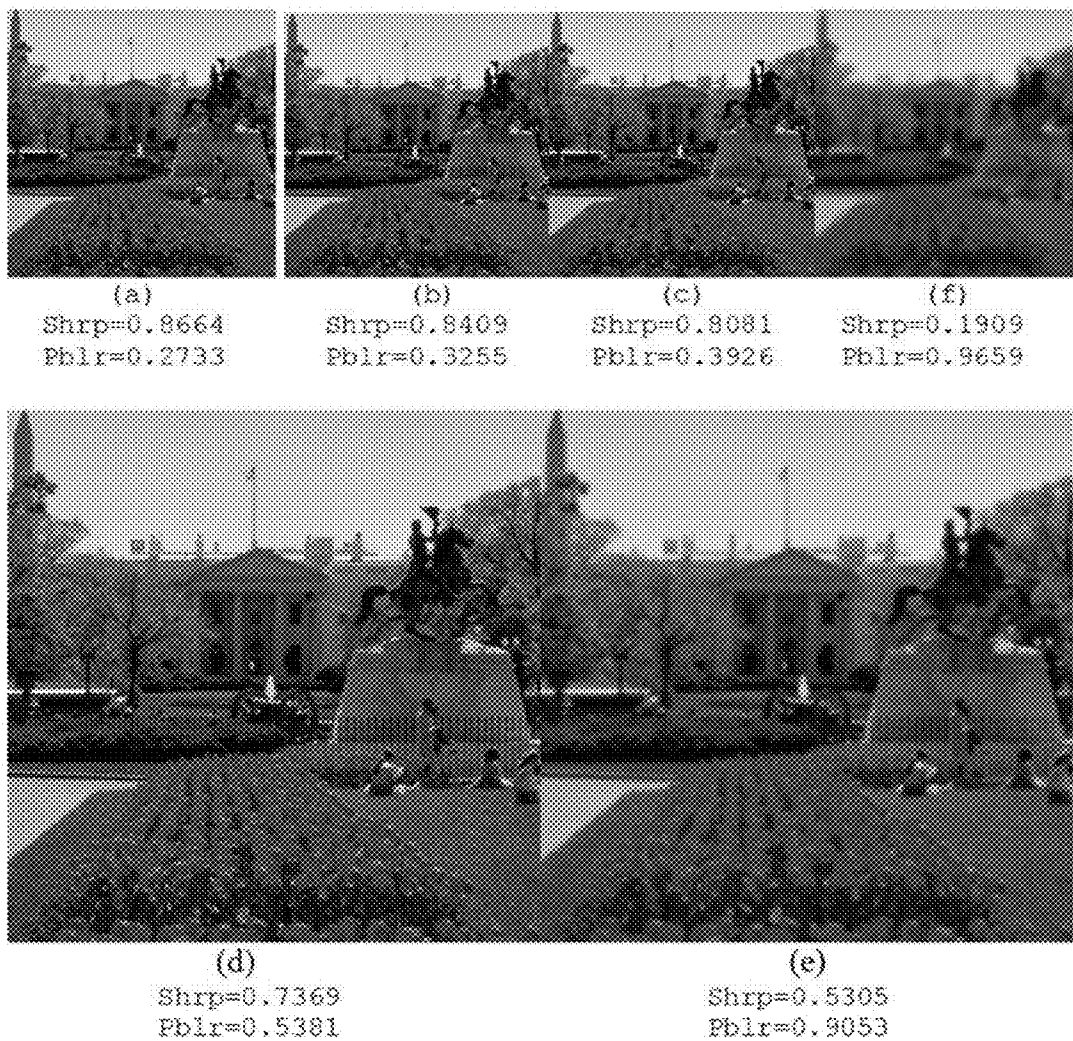 (a) (b) (c) (f)
Shrp=0.8664 Shrp=0.8409 Shrp=0.8081 Shrp=0.1909
Pblr=0.2733 Pblr=0.3255 Pblr=0.3926 Pblr=0.9659
(d) (e)
Shrp=0.7369 Shrp=0.5305
Pblr=0.5381 Pblr=0.9053